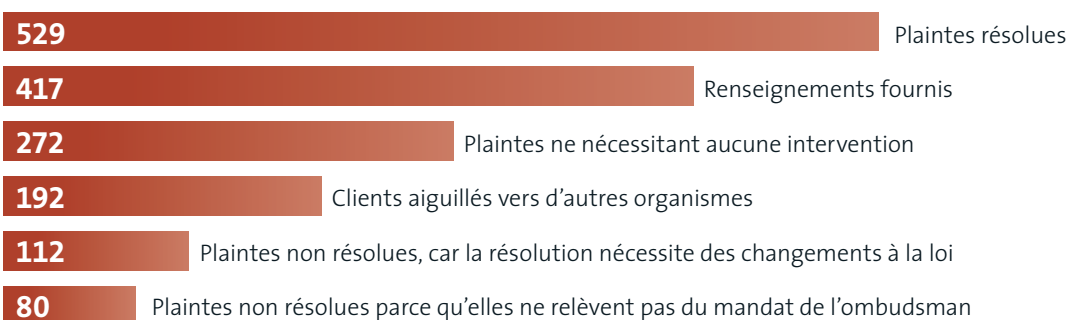 529 Plaintes résolues
417 Renseignements fournis
272 Plaintes ne nécessitant aucune intervention
192 Clients aiguillés vers d'autres organismes
112 Plaintes non résolues, car la résolution nécessite des changements à la loi
80 Plaintes non résolues parce qu'elles ne relèvent pas du mandat de l'ombudsman